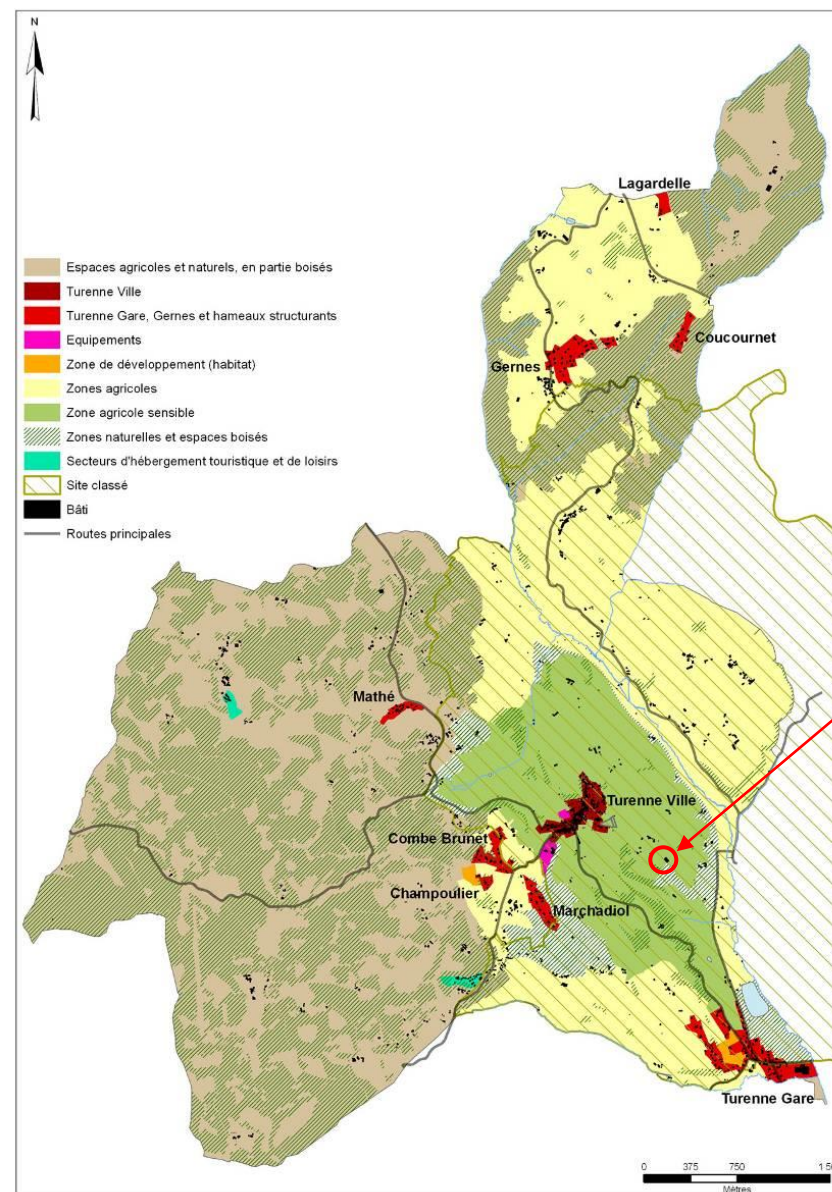 N
Lagardelle
Espaces agricoles et naturels, en partie boisés
Turenne Ville
Turenne Gare, Gernes et hameaux structurants
Equipements
Zone de développement (habitat)
Zones agricoles
Zone agricole sensible
Zones naturelles et espaces boisés
Secteurs d'hébergement touristique et de loisirs
Site classé
Bâti
Routes principales
Coucournet
Gernes
Mathé
Turenne Ville
Combe Brunet
Champoulier
Marchadiol
Turenne Gare
0 375 750
Mètres